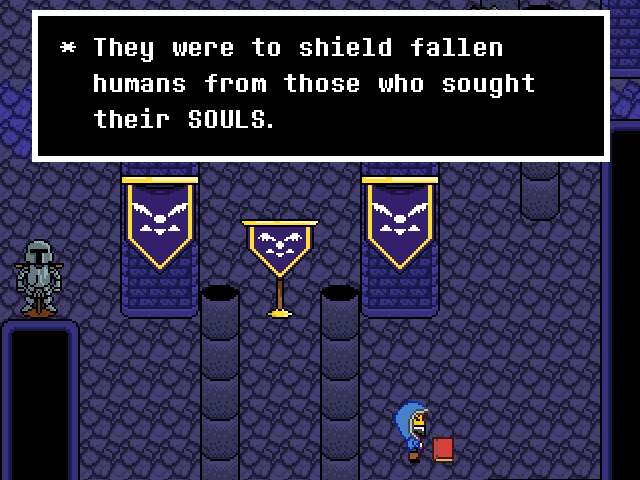 * They were to shield fallen
humans from those who sought
their SOULS.